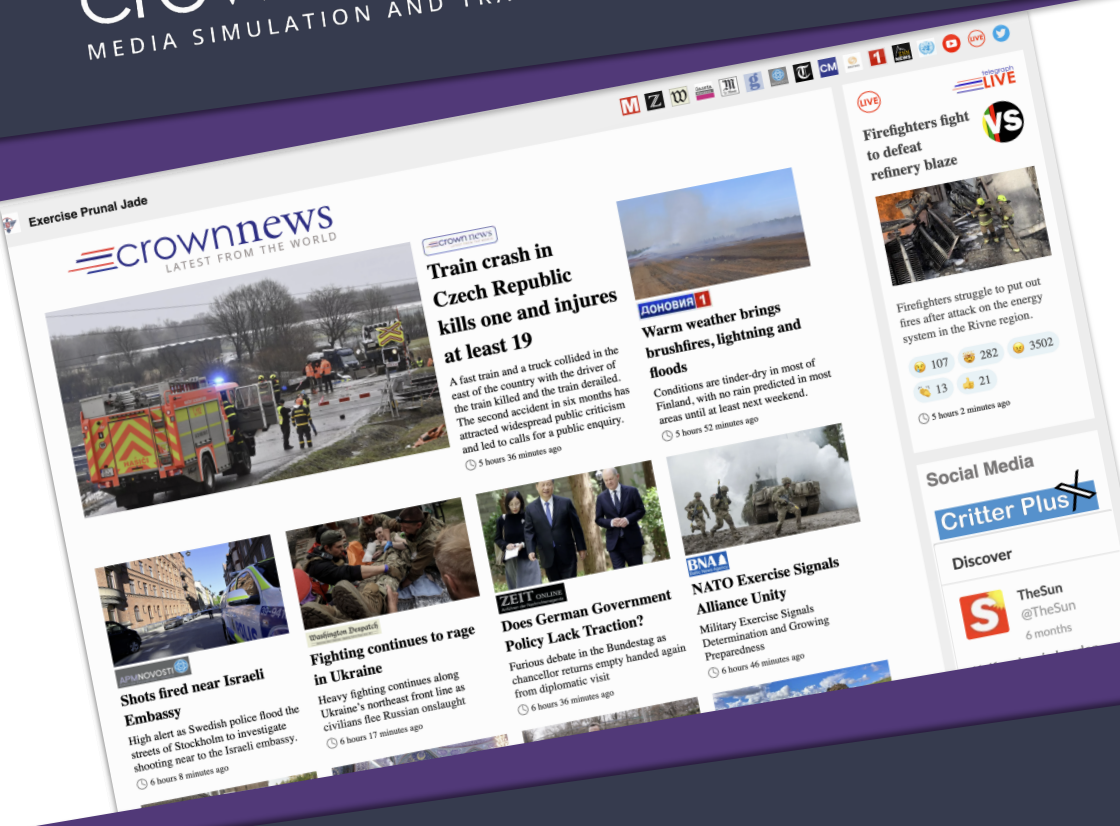 MEDIA SIMULATION AND
Exercise Prunal Jade
crownnews
LATEST FROM THE WORLD
crownnews
Train crash in
Czech Republic
kills one and injures
at least 19
A fast train and a truck collided in the
east of the country with the driver of
the train killed and the train derailed.
The second accident in six months has
attracted widespread public criticism
and led to calls for a public enquiry.
5 hours 36 minutes ago
ДОНОВИЯ 1
Warm weather brings
brushfires, lightning and
floods
Conditions are tinder-dry in most of
Finland, with no rain predicted in most
areas until at least next weekend.
5 hours 52 minutes ago
POLIS
APMNOVOSTI
Shots fired near Israeli
Embassy
High alert as Swedish police flood the
streets of Stockholm to investigate
shooting near to the Israeli embassy.
6 hours 8 minutes ago
Washington Despatch
Fighting continues to rage
in Ukraine
Heavy fighting continues along
Ukraine's northeast front line as
civilians flee Russian onslaught
6 hours 17 minutes ago
ZEIT ONLINE
Does German Government
Policy Lack Traction?
Furious debate in the Bundestag as
chancellor returns empty handed again
from diplomatic visit
6 hours 36 minutes ago
BNA
NATO Exercise Signals
Alliance Unity
Military Exercise Signals
Determination and Growing
Preparedness
6 hours 46 minutes ago
M Z W M g T CM 1 NEWS LIVE
LIVE
telegraph
LIVE
Firefighters fight
to defeat
refinery blaze
VS
Firefighters struggle to put out
fires after attack on the energy
system in the Rivne region.
107 282 3502
13 21
5 hours 2 minutes ago
Social Media
Critter Plus X
Discover
S
TheSun
@TheSun
6 months